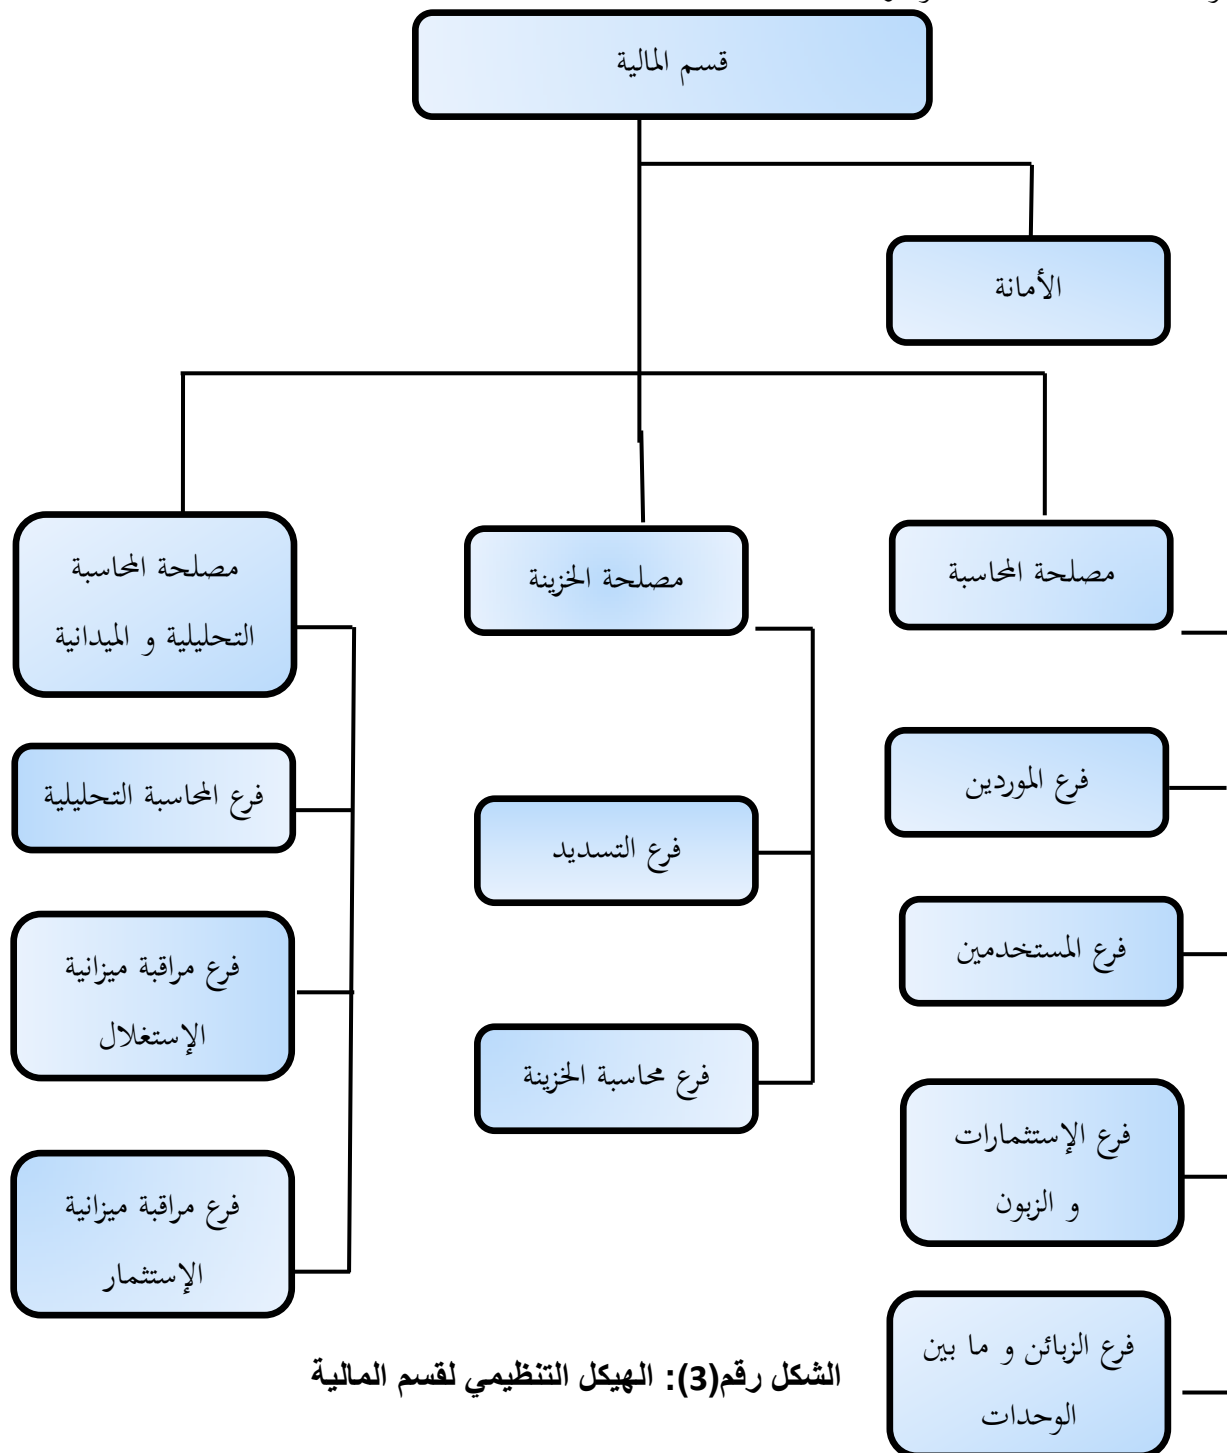 قسم المالية
الأمانة
مصلحة المحاسبة
مصلحة الخزينة
مصلحة المحاسبة
التحليلية و الميدانية
فرع الموردين
فرع المستخدمين
فرع الإستثمارات
و الزبون
فرع الزبائن و ما بين
الوحدات
فرع التسديد
فرع محاسبة الخزينة
فرع المحاسبة التحليلية
فرع مراقبة ميزانية
الإستغلال
فرع مراقبة ميزانية
الإستثمار
الشكل رقم(3): الهيكل التنظيمي لقسم المالية